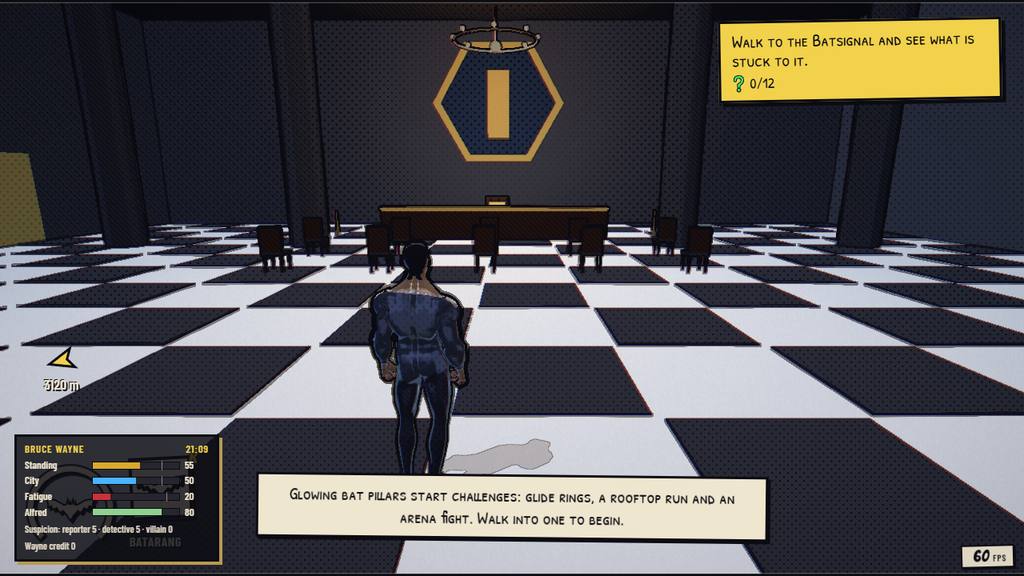 WALK TO THE BATSIGNAL AND SEE WHAT IS
STUCK TO IT.
? 0/12
3120 m
BRUCE WAYNE 21:09
Standing 55
City 50
Fatigue 20
Alfred 80
Suspicion: reporter 5 · detective 5 · villain 0
Wayne credit 0
BATARANG
GLOWING BAT PILLARS START CHALLENGES: GLIDE RINGS, A ROOFTOP RUN AND AN
ARENA FIGHT. WALK INTO ONE TO BEGIN.
60 FPS